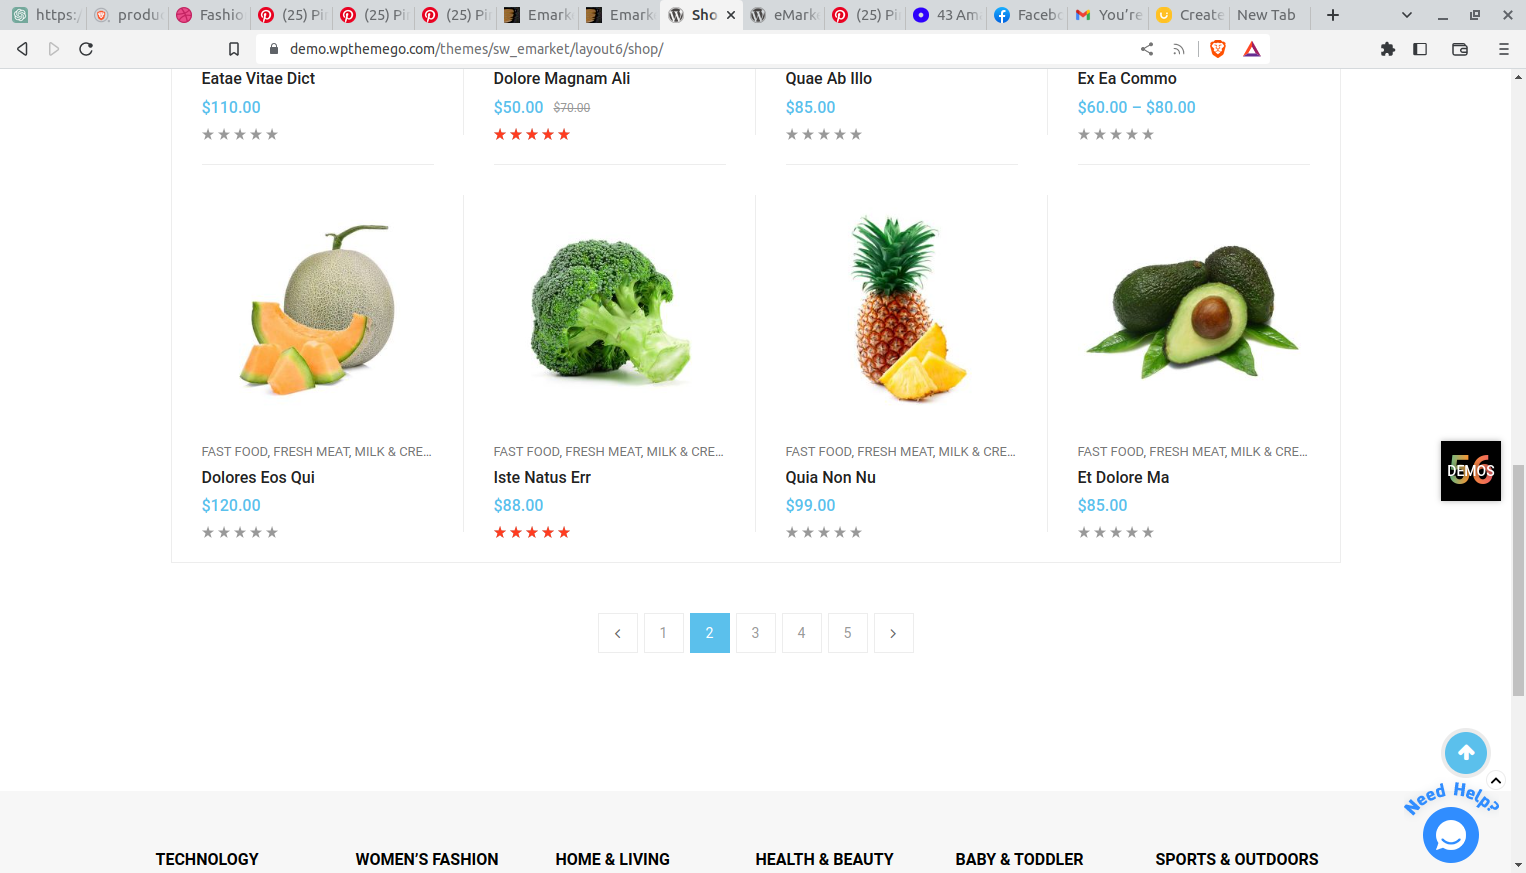 https:/
produc
Fashio
(25) Pi
(25) Pi
(25) Pi
Emark
Emark
Sho
eMark
(25) Pi
43 Am
Facebo
You're
Create
New Tab
demo.wpthemego.com/themes/sw_emarket/layout6/shop/
Eatae Vitae Dict
Dolore Magnam Ali
Quae Ab Illo
Ex Ea Commo
$110.00
$50.00 $70.00
$85.00
$60.00 – $80.00
FAST FOOD, FRESH MEAT, MILK & CRE...
FAST FOOD, FRESH MEAT, MILK & CRE...
FAST FOOD, FRESH MEAT, MILK & CRE...
FAST FOOD, FRESH MEAT, MILK & CRE...
Dolores Eos Qui
Iste Natus Err
Quia Non Nu
Et Dolore Ma
$120.00
$88.00
$99.00
$85.00
56
DEMOS
1
2
3
4
5
Need Help?
TECHNOLOGY
WOMEN’S FASHION
HOME & LIVING
HEALTH & BEAUTY
BABY & TODDLER
SPORTS & OUTDOORS